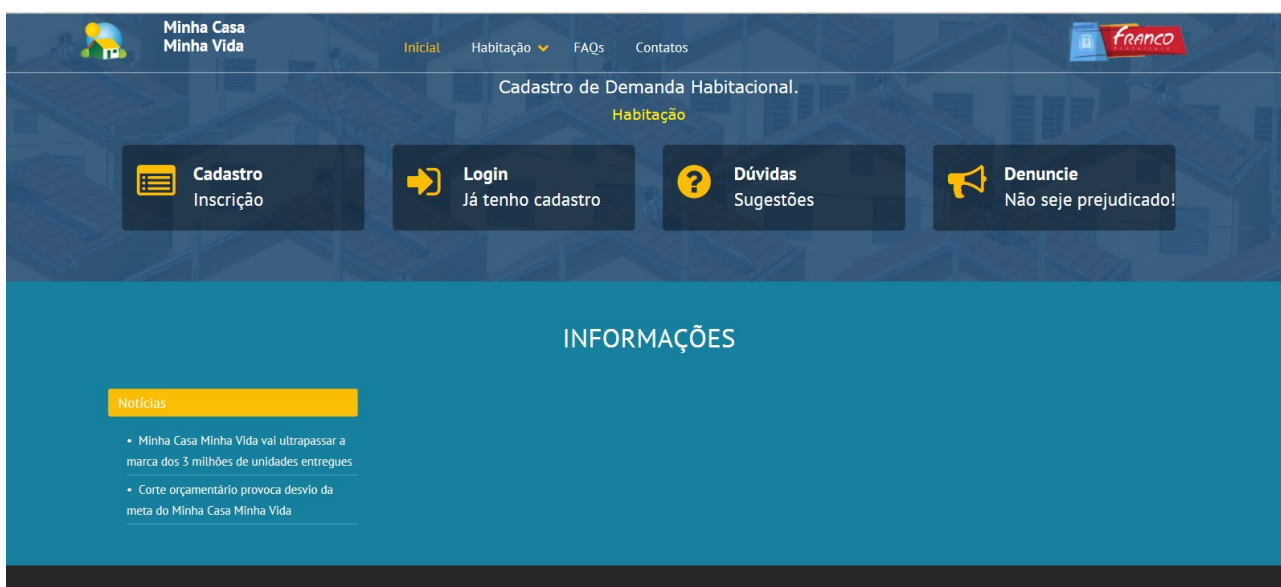 Minha Casa
Minha Vida
Inicial Habitação FAQs Contatos
FRANCO
Cadastro de Demanda Habitacional.
Habitação
Cadastro
Inscrição
Login
Já tenho cadastro
Dúvidas
Sugestões
Denuncie
Não seje prejudicado!
INFORMAÇÕES
Notícias
• Minha Casa Minha Vida vai ultrapassar a
marca dos 3 milhões de unidades entregues
• Corte orçamentário provoca desvio da
meta do Minha Casa Minha Vida